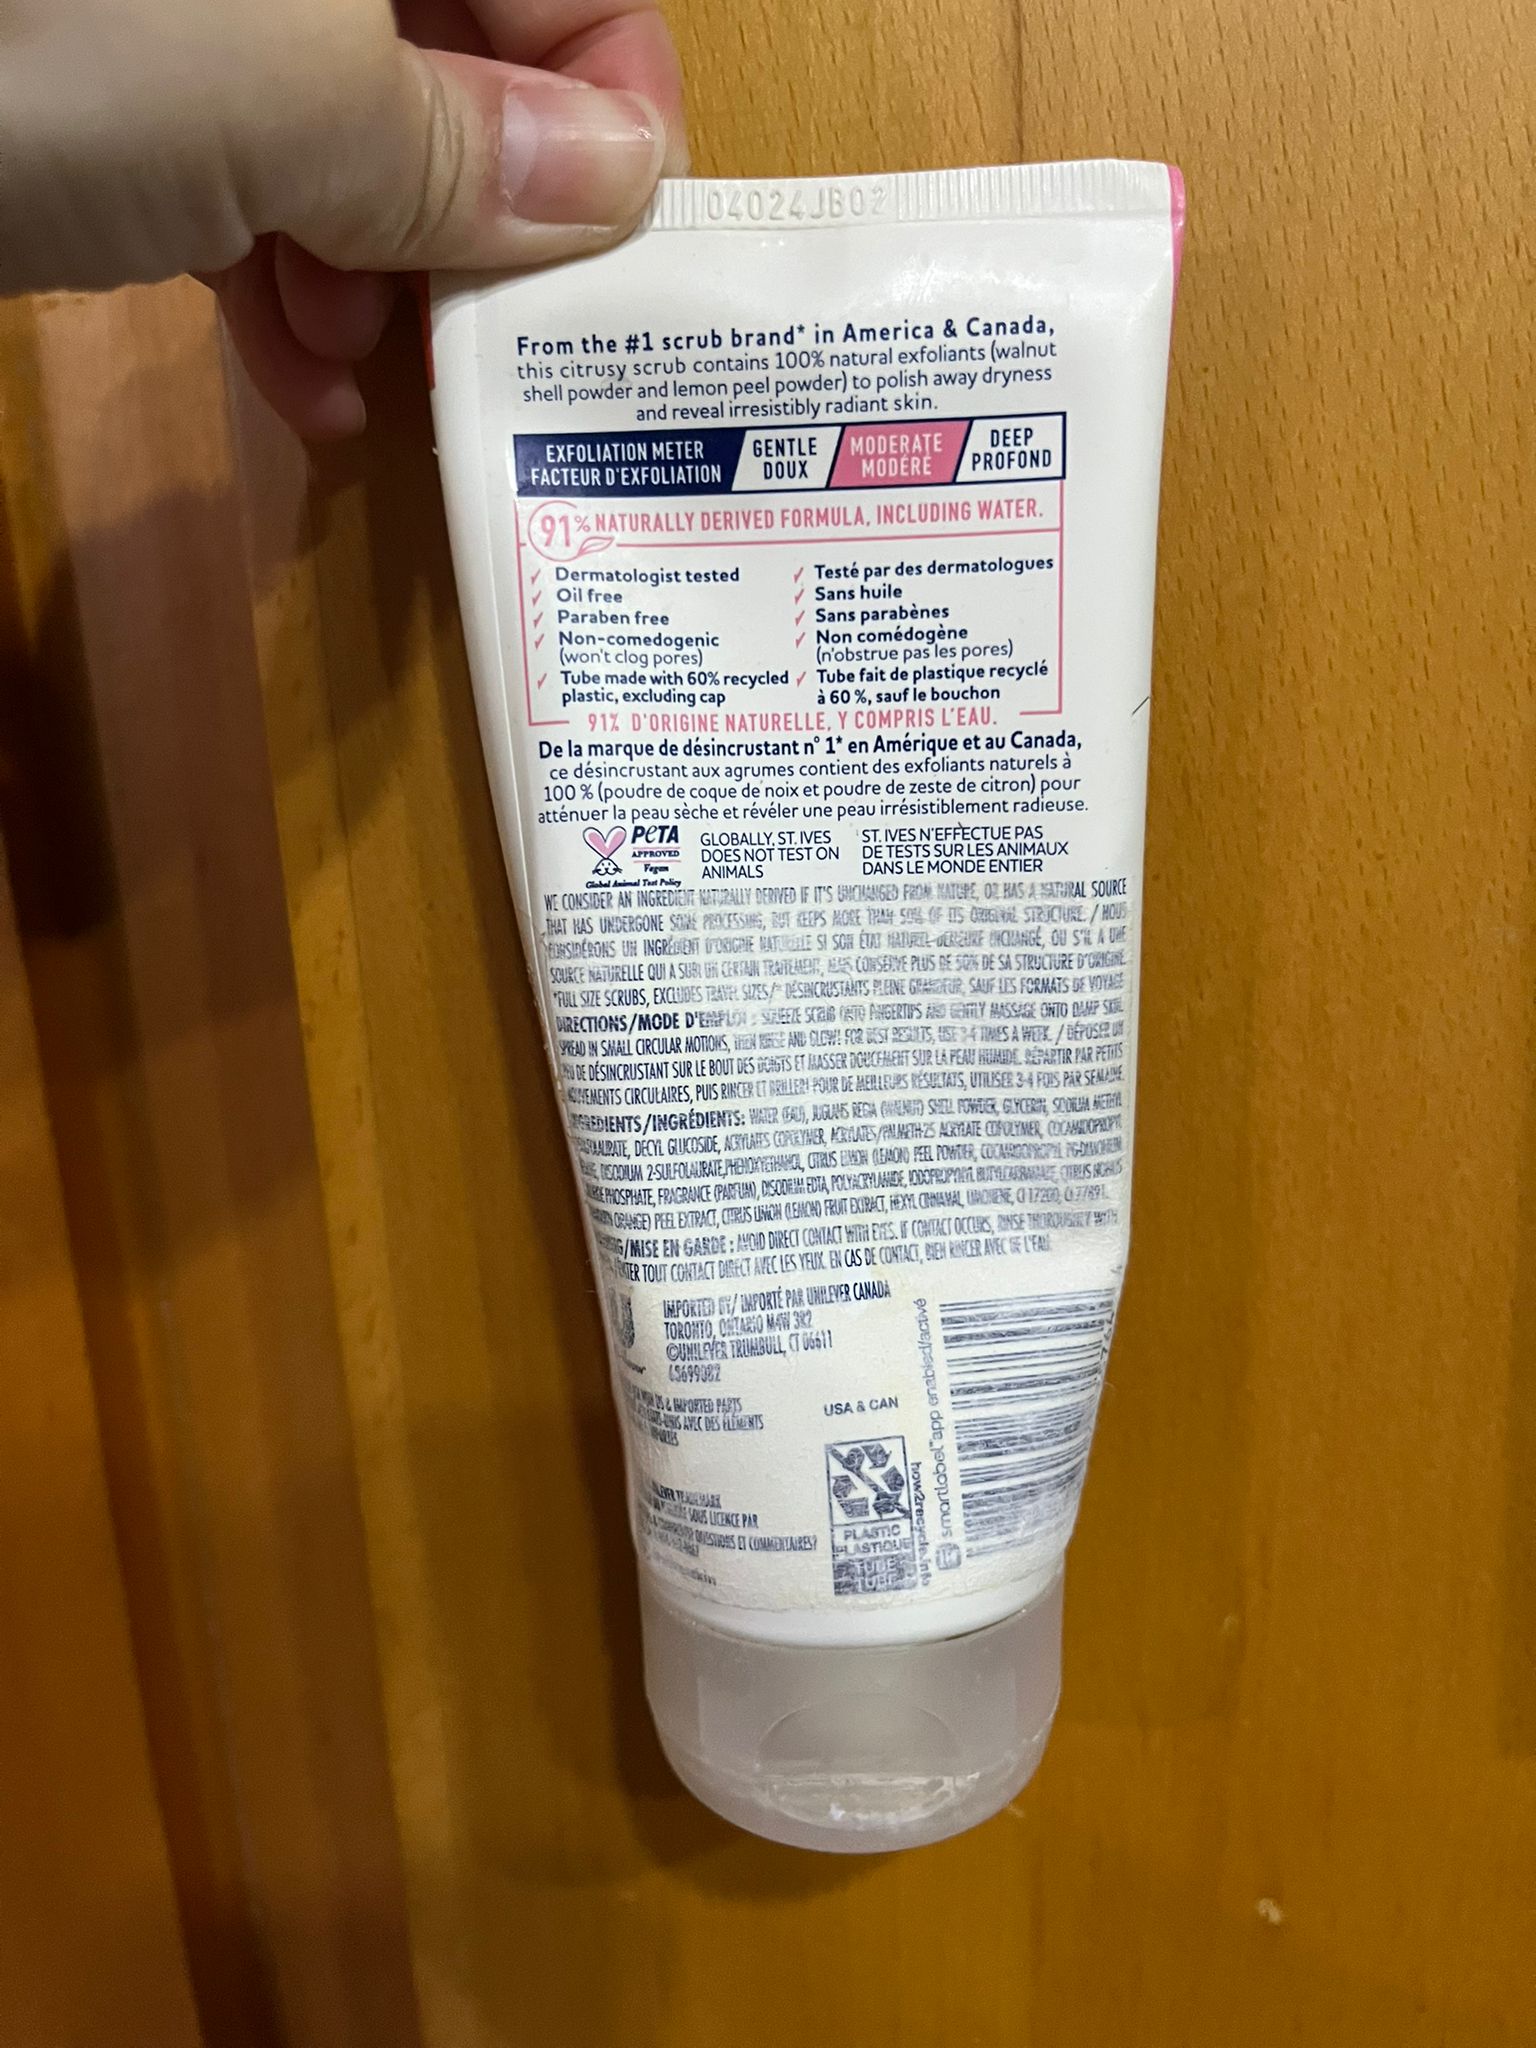 04024JB02
From the #1 scrub brand* in America & Canada,
this citrusy scrub contains 100% natural exfoliants (walnut
shell powder and lemon peel powder) to polish away dryness
and reveal irresistibly radiant skin.
EXFOLIATION METER
FACTEUR D'EXFOLIATION
GENTLE
DOUX
MODERATE
MODÉRÉ
DEEP
PROFOND
91% NATURALLY DERIVED FORMULA, INCLUDING WATER.
✓ Dermatologist tested
✓ Oil free
✓ Paraben free
✓ Non-comedogenic
(won't clog pores)
✓ Tube made with 60% recycled
plastic, excluding cap
✓ Testé par des dermatologues
✓ Sans huile
✓ Sans parabènes
✓ Non comédogène
(n'obstrue pas les pores)
✓ Tube fait de plastique recyclé
à 60 %, sauf le bouchon
91% D'ORIGINE NATURELLE, Y COMPRIS L'EAU.
De la marque de désincrustant n° 1* en Amérique et au Canada,
ce désincrustant aux agrumes contient des exfoliants naturels à
100 % (poudre de coque de noix et poudre de zeste de citron) pour
atténuer la peau sèche et révéler une peau irrésistiblement radieuse.
PETA
APPROVED
Vegan
Global Animal Test Policy
GLOBALLY, ST. IVES
DOES NOT TEST ON
ANIMALS
ST. IVES N'EFFECTUE PAS
DE TESTS SUR LES ANIMAUX
DANS LE MONDE ENTIER
WE CONSIDER AN INGREDIENT NATURALLY DERIVED IF IT'S UNCHANGED FROM NATURE, OR HAS A NATURAL SOURCE
THAT HAS UNDERGONE SOME PROCESSING, BUT KEEPS MORE THAN 50% OF ITS ORIGINAL STRUCTURE. / NOUS
CONSIDÉRONS UN INGRÉDIENT D'ORIGINE NATURELLE SI SON ÉTAT NATUREL DEMEURE INCHANGÉ, OU S'IL A UNE
SOURCE NATURELLE QUI A SUBI UN CERTAIN TRAITEMENT, MAIS CONSERVE PLUS DE 50% DE SA STRUCTURE D'ORIGINE.
*FULL SIZE SCRUBS, EXCLUDES TRAVEL SIZES/* DÉSINCRUSTANTS PLEINE GRANDEUR, SAUF LES FORMATS DE VOYAGE
DIRECTIONS/MODE D'EMPLOI : SQUEEZE SCRUB ONTO FINGERTIPS AND GENTLY MASSAGE ONTO DAMP SKIN.
SPREAD IN SMALL CIRCULAR MOTIONS, THEN RINSE AND GLOW! FOR BEST RESULTS, USE 3-4 TIMES A WEEK. / DÉPOSER UN
PEU DE DÉSINCRUSTANT SUR LE BOUT DES DOIGTS ET MASSER DOUCEMENT SUR LA PEAU HUMIDE. RÉPARTIR PAR PETITS
MOUVEMENTS CIRCULAIRES, PUIS RINCER ET BRILLER! POUR DE MEILLEURS RÉSULTATS, UTILISER 3-4 FOIS PAR SEMAINE.
INGREDIENTS/INGRÉDIENTS: WATER (EAU), JUGLANS REGIA (WALNUT) SHELL POWDER, GLYCERIN, SODIUM METHYL
DECYL GLUCOSIDE, ACRYLATES COPOLYMER, ACRYLATES/PALMETH-25 ACRYLATE COPOLYMER, COCAMIDOPROPYL
DISODIUM 2-SULFOLAURATE, PHENOXYETHANOL, CITRUS LIMON (LEMON) PEEL POWDER, COCAMIDOPROPYL PG-DIMONIUM
PHOSPHATE, FRAGRANCE (PARFUM), DISODIUM EDTA, POLYACRYLAMIDE, IODOPROPYNYL BUTYLCARBAMATE, CITRUS NOBILIS
ORANGE) PEEL EXTRACT, CITRUS LIMON (LEMON) FRUIT EXTRACT, HEXYL CINNAMAL, LIMONENE, CI 17200, CI 77891.
/MISE EN GARDE : AVOID DIRECT CONTACT WITH EYES. IF CONTACT OCCURS, RINSE THOROUGHLY WITH
TOUT CONTACT DIRECT AVEC LES YEUX. EN CAS DE CONTACT, BIEN RINCER AVEC DE L'EAU.
IMPORTED BY/ IMPORTÉ PAR UNILEVER CANADA
TORONTO, ONTARIO M4W 3R2
©UNILEVER TRUMBULL, CT 06611
US & IMPORTED PARTS
AVEC DES ÉLÉMENTS
TRADEMARK
SOUS LICENCE PAR
QUESTIONS ET COMMENTAIRES?
USA & CAN
PLASTIC
PLASTIQUE
TUBE
how2recycle.info
smartlabel™ app enabled/activé